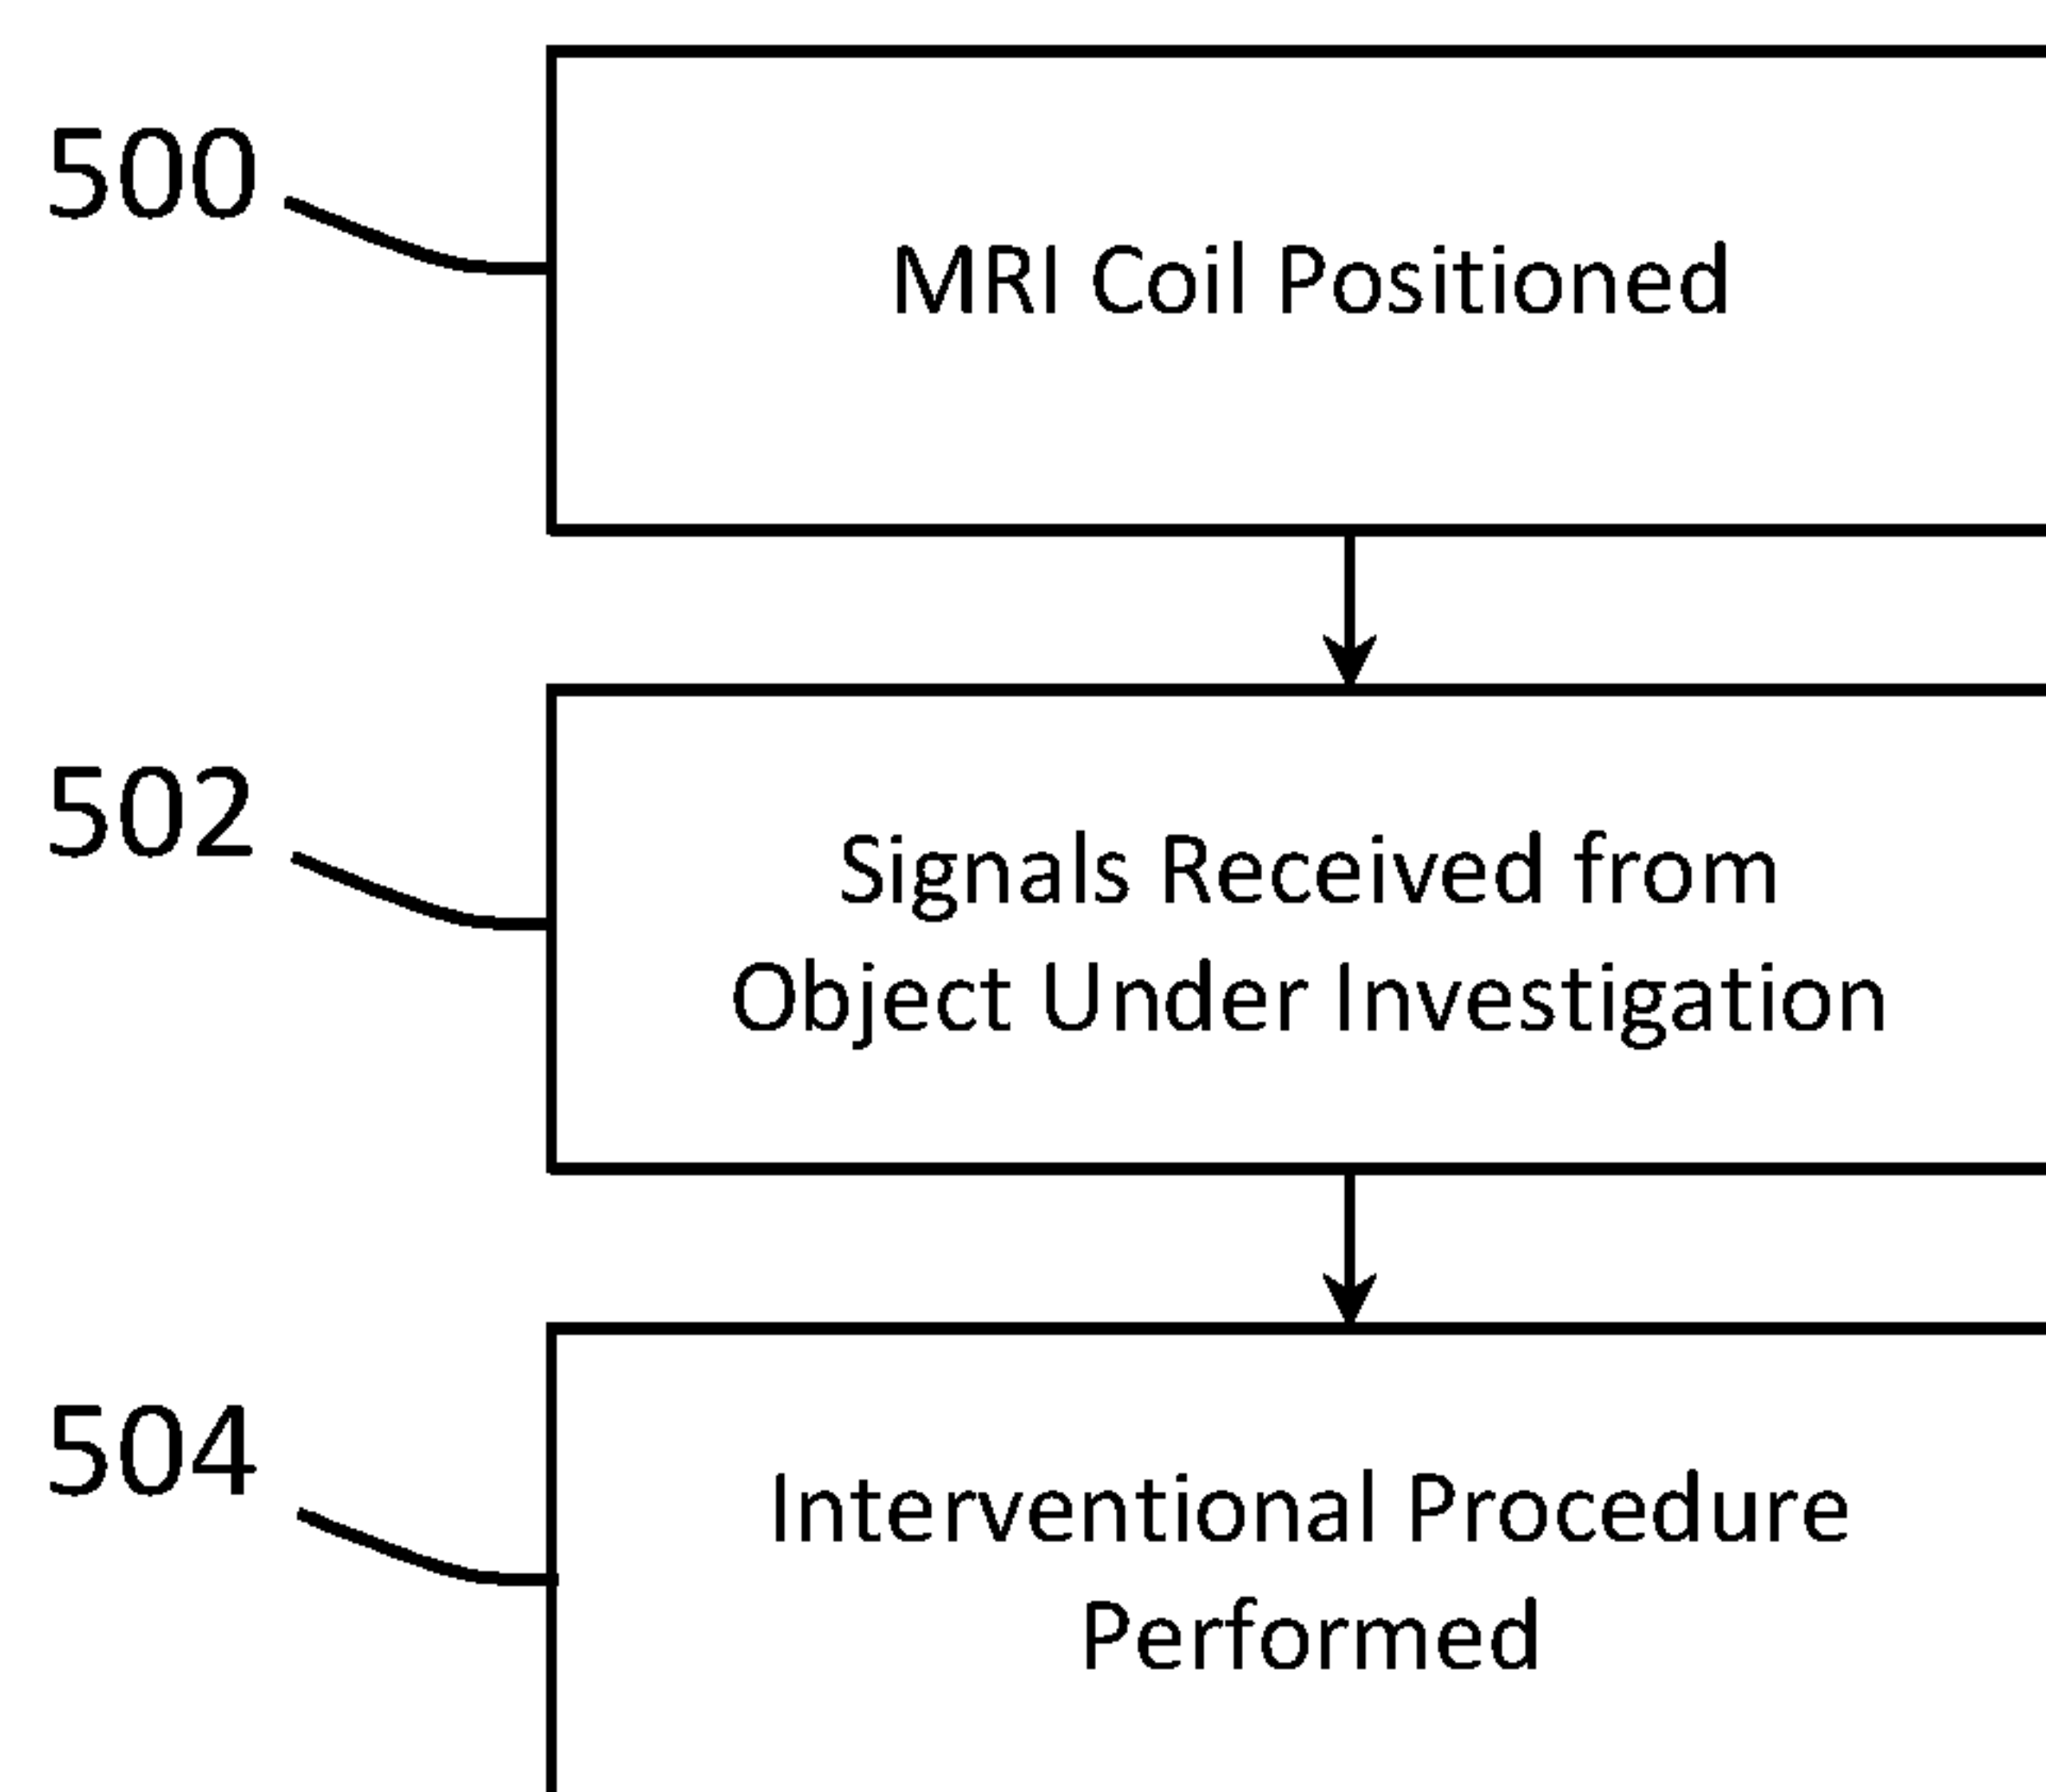 500
MRI Coil Positioned
502
Signals Received from
Object Under Investigation
504
Interventional Procedure
Performed